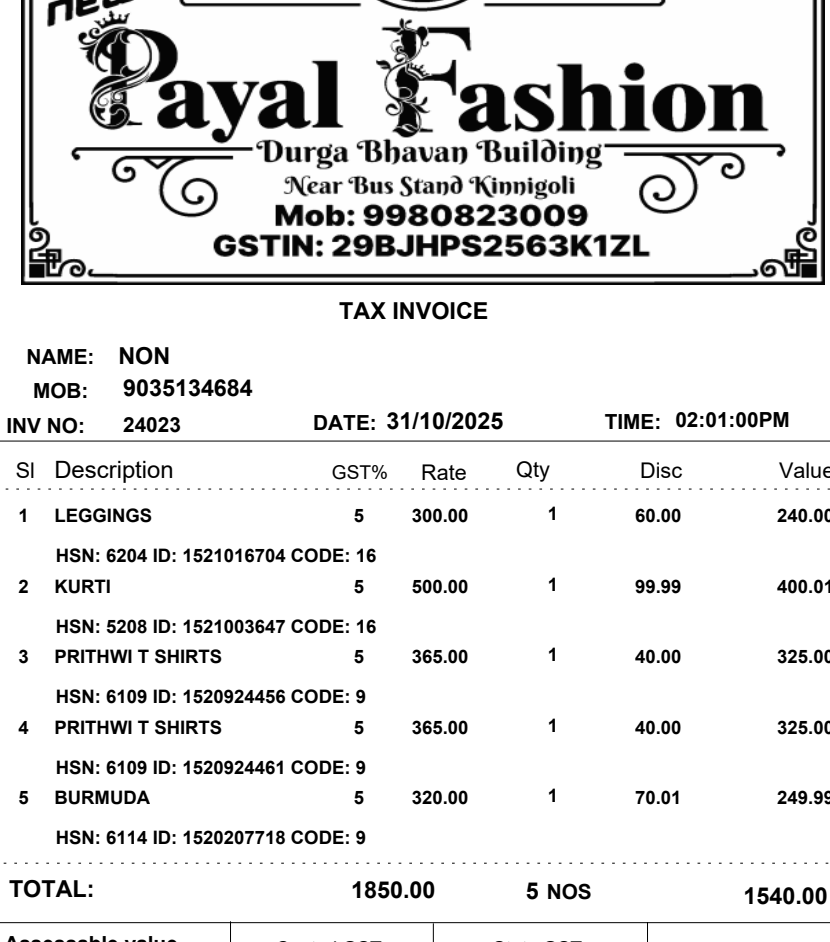 new
Payal Fashion
Durga Bhavan Building
Near Bus Stand Kinnigoli
Mob: 9980823009
GSTIN: 29BJHPS2563K1ZL
TAX INVOICE
NAME: NON
MOB: 9035134684
INV NO: 24023 DATE: 31/10/2025 TIME: 02:01:00PM
Sl Description GST% Rate Qty Disc Value
1 LEGGINGS 5 300.00 1 60.00 240.00
HSN: 6204 ID: 1521016704 CODE: 16
2 KURTI 5 500.00 1 99.99 400.01
HSN: 5208 ID: 1521003647 CODE: 16
3 PRITHWI T SHIRTS 5 365.00 1 40.00 325.00
HSN: 6109 ID: 1520924456 CODE: 9
4 PRITHWI T SHIRTS 5 365.00 1 40.00 325.00
HSN: 6109 ID: 1520924461 CODE: 9
5 BURMUDA 5 320.00 1 70.01 249.99
HSN: 6114 ID: 1520207718 CODE: 9
TOTAL: 1850.00 5 NOS 1540.00